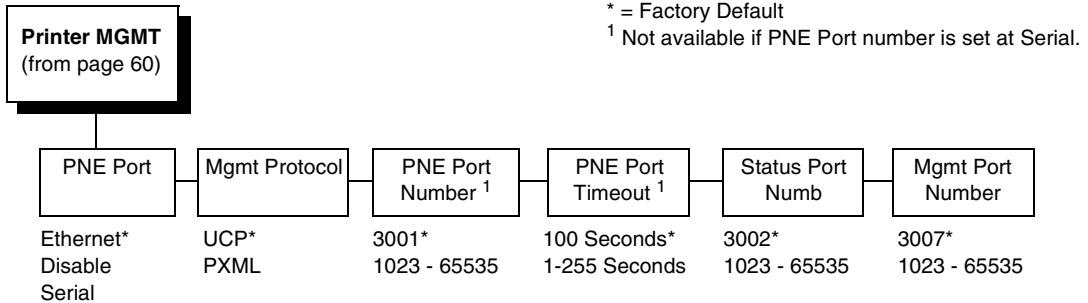 * = Factory Default
1 Not available if PNE Port number is set at Serial.
Printer MGMT
(from page 60)
PNE Port
Mgmt Protocol
PNE Port
Number 1
PNE Port
Timeout 1
Status Port
Numb
Mgmt Port
Number
Ethernet*
Disable
Serial
UCP*
PXML
3001*
1023 - 65535
100 Seconds*
1-255 Seconds
3002*
1023 - 65535
3007*
1023 - 65535